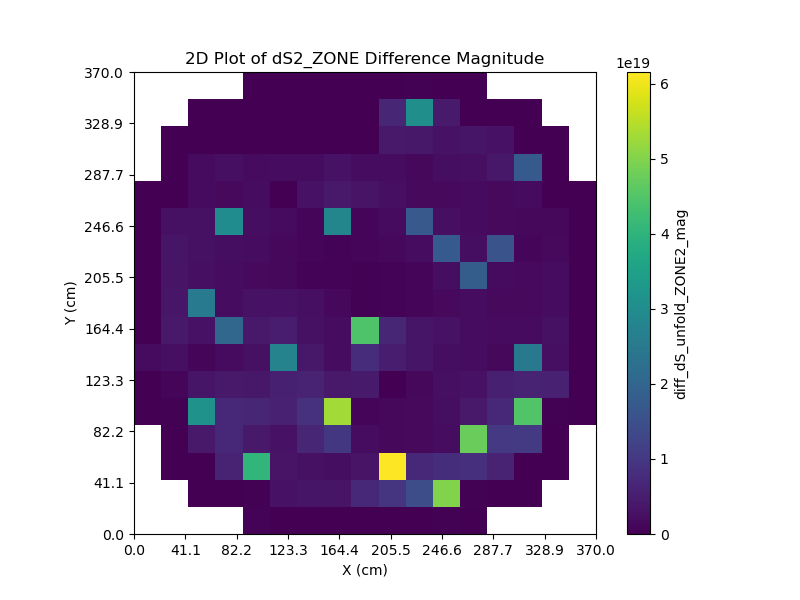 2D Plot of dS2_ZONE Difference Magnitude
1e19
370.0
328.9
287.7
246.6
205.5
164.4
123.3
82.2
41.1
0.0
Y (cm)
0.0 41.1 82.2 123.3 164.4 205.5 246.6 287.7 328.9 370.0
X (cm)
6
5
4
3
2
1
0
diff_dS_unfold_ZONE2_mag